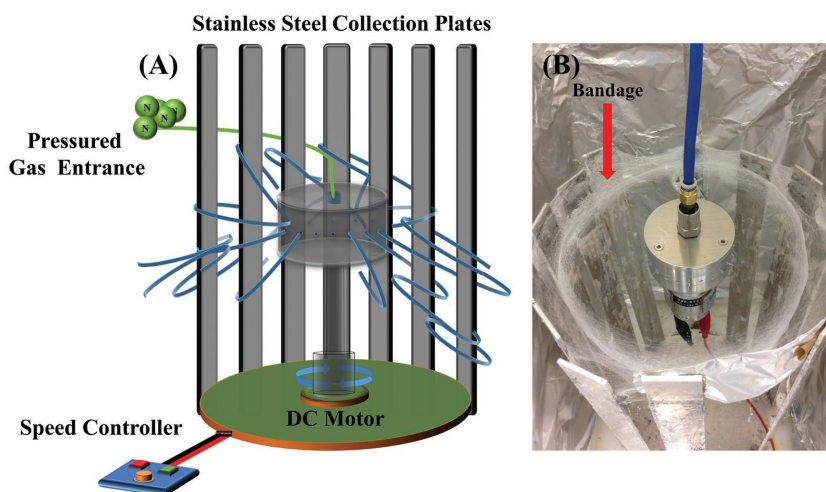 Stainless Steel Collection Plates
(A)
N
N
N
N
Pressured
Gas Entrance
DC Motor
Speed Controller
(B)
Bandage